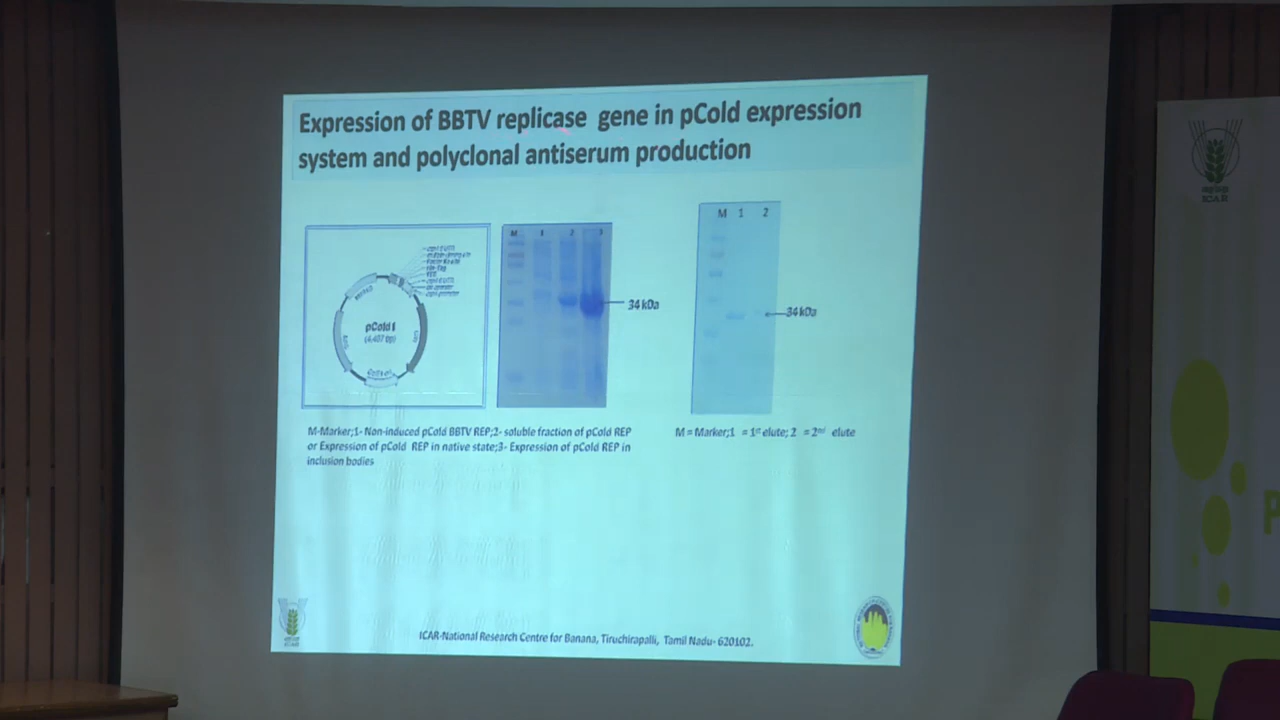 Expression of BBTV replicase gene in pCold expression
system and polyclonal antiserum production
ICAR
M 1 2
M 1 2 3
pCold I
(4,407 bp)
34 kDa
34 kDa
M-Marker;1- Non-induced pCold BBTV REP;2- soluble fraction of pCold REP
or Expression of pCold REP in native state;3- Expression of pCold REP in
inclusion bodies
M = Marker;1 = 1st elute; 2 = 2nd elute
ICAR-National Research Centre for Banana, Tiruchirapalli, Tamil Nadu- 620102.
P